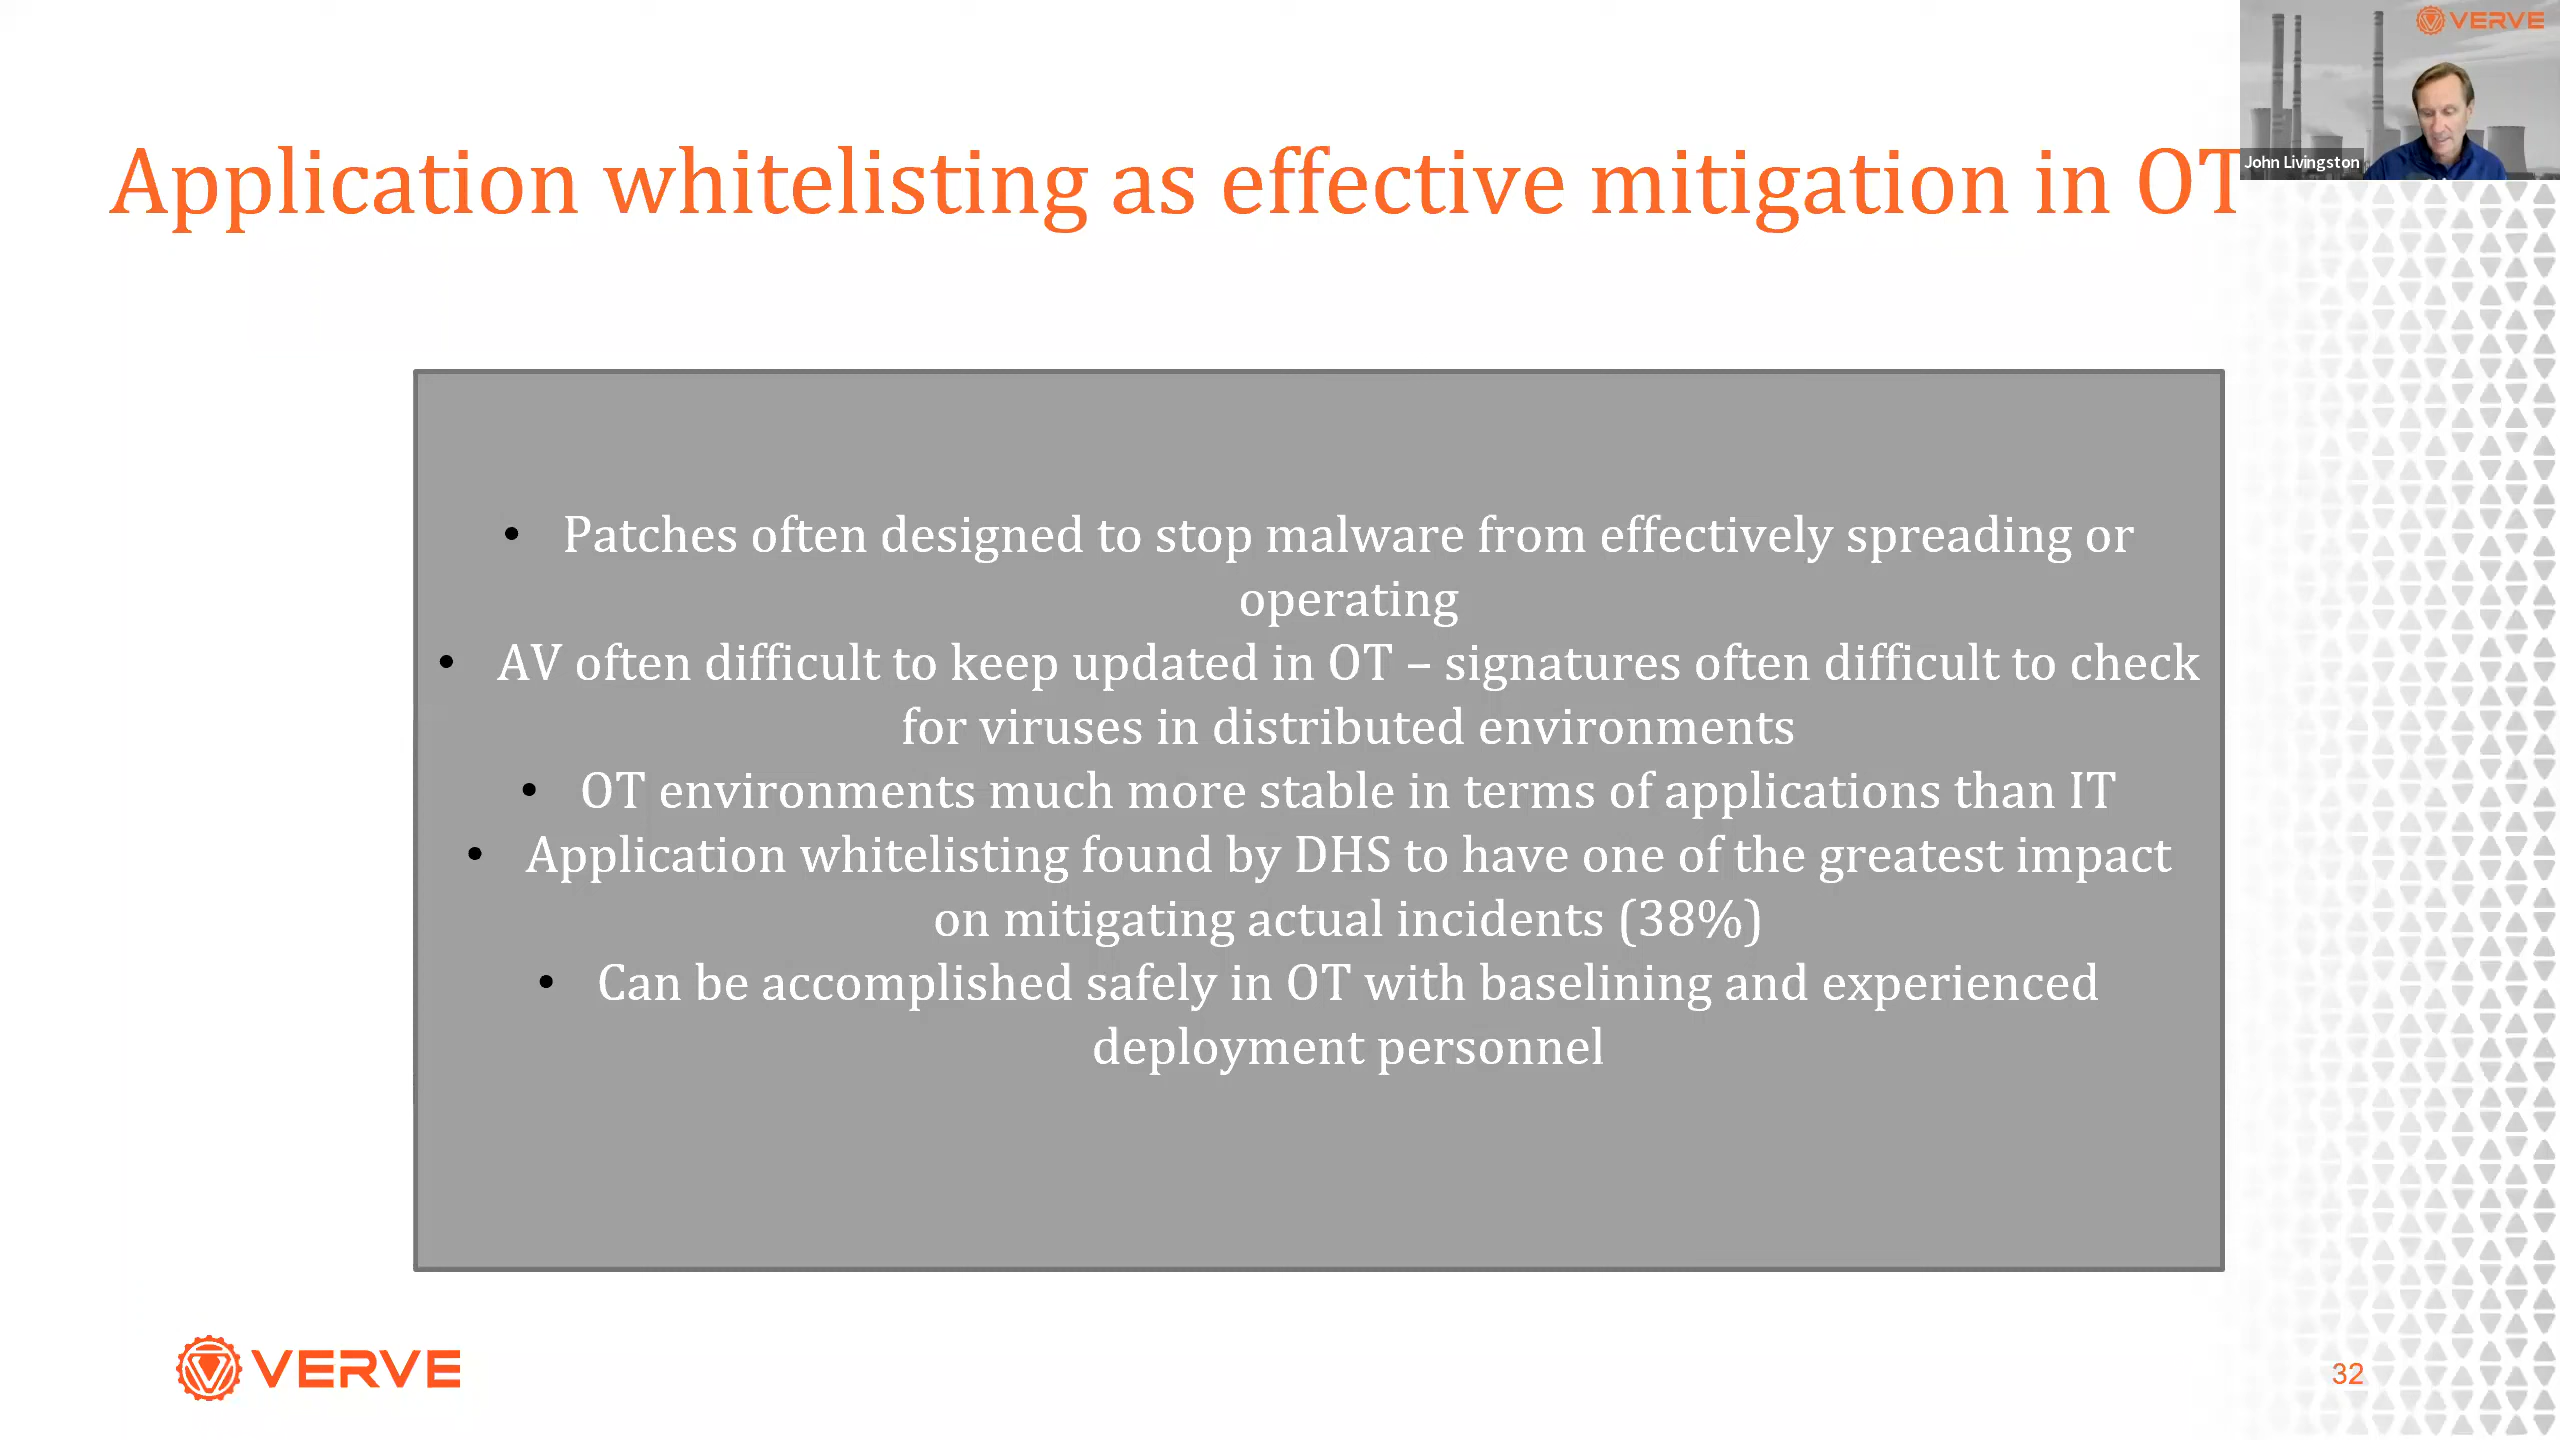 VERVE
John Livingston
Application whitelisting as effective mitigation in OT
• Patches often designed to stop malware from effectively spreading or
operating
• AV often difficult to keep updated in OT – signatures often difficult to check
for viruses in distributed environments
• OT environments much more stable in terms of applications than IT
• Application whitelisting found by DHS to have one of the greatest impact
on mitigating actual incidents (38%)
• Can be accomplished safely in OT with baselining and experienced
deployment personnel
VERVE
32